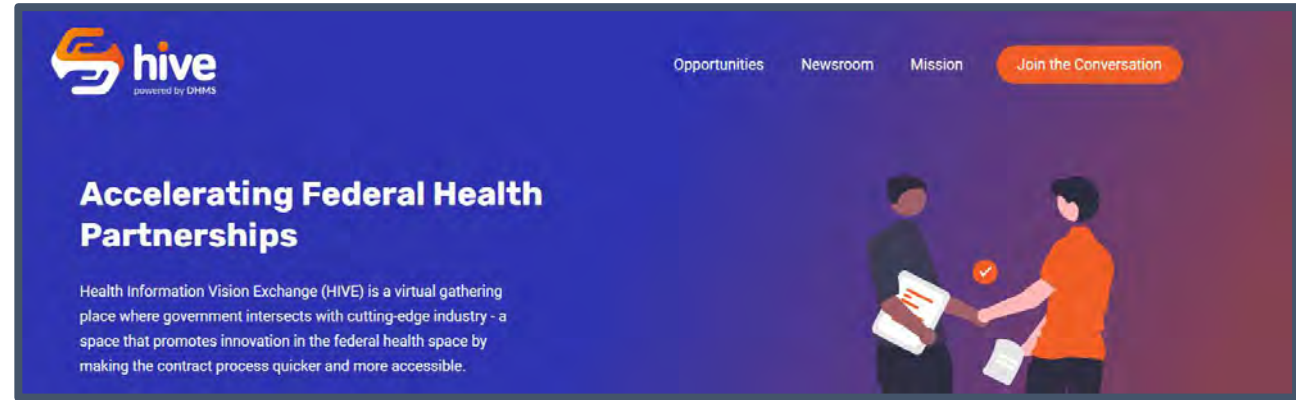 hive
powered by DHMS
Opportunities Newsroom Mission Join the Conversation
Accelerating Federal Health
Partnerships
Health Information Vision Exchange (HIVE) is a virtual gathering
place where government intersects with cutting-edge industry - a
space that promotes innovation in the federal health space by
making the contract process quicker and more accessible.